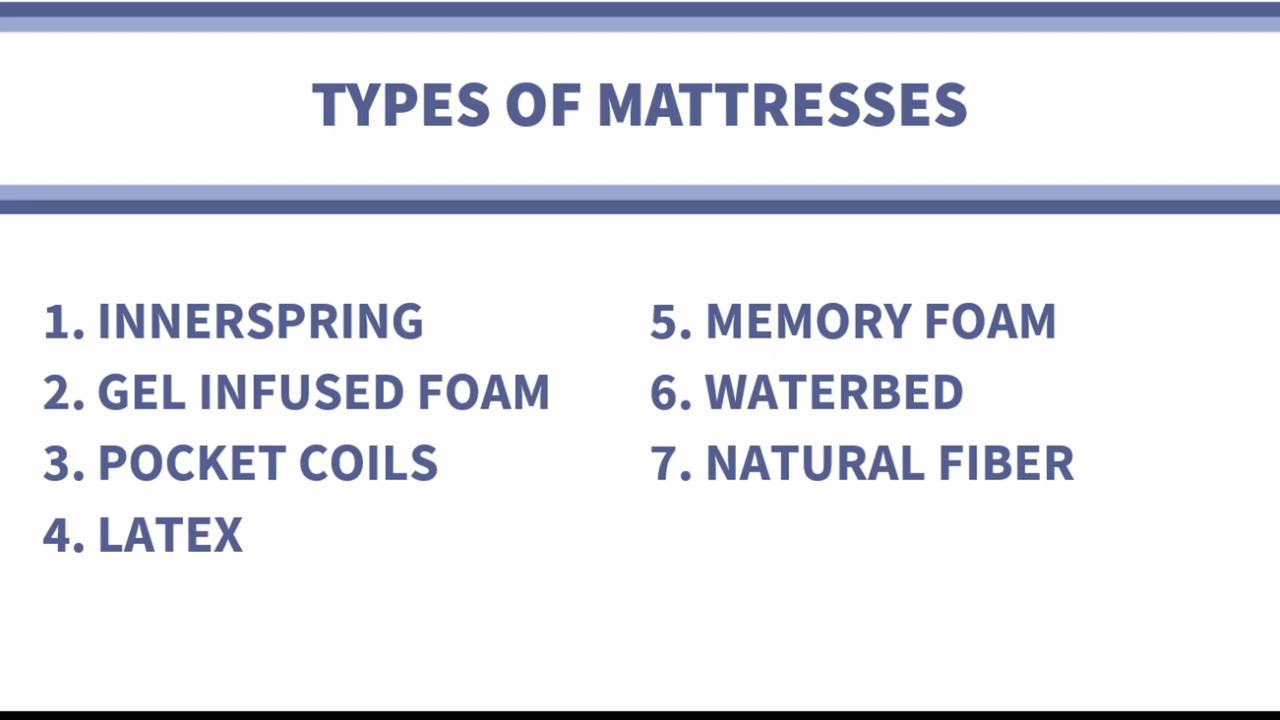 TYPES OF MATTRESSES
1. INNERSPRING
2. GEL INFUSED FOAM
3. POCKET COILS
4. LATEX
5. MEMORY FOAM
6. WATERBED
7. NATURAL FIBER